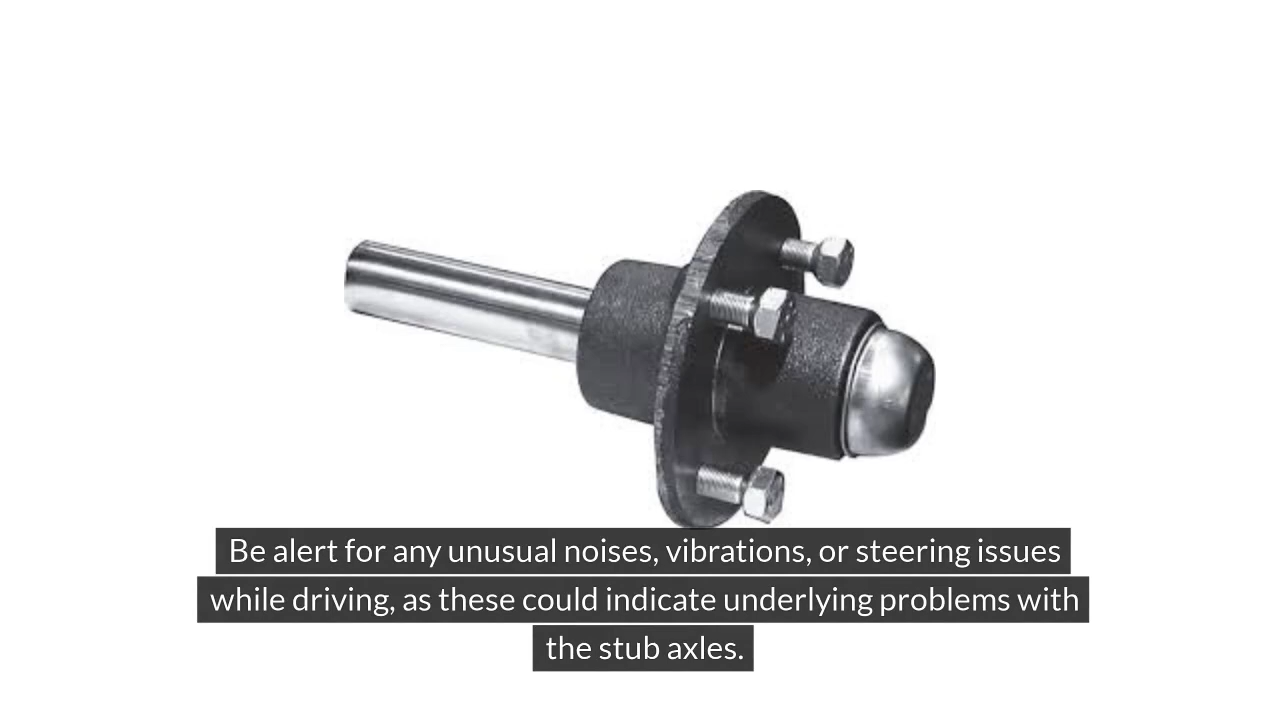 Be alert for any unusual noises, vibrations, or steering issues
while driving, as these could indicate underlying problems with
the stub axles.